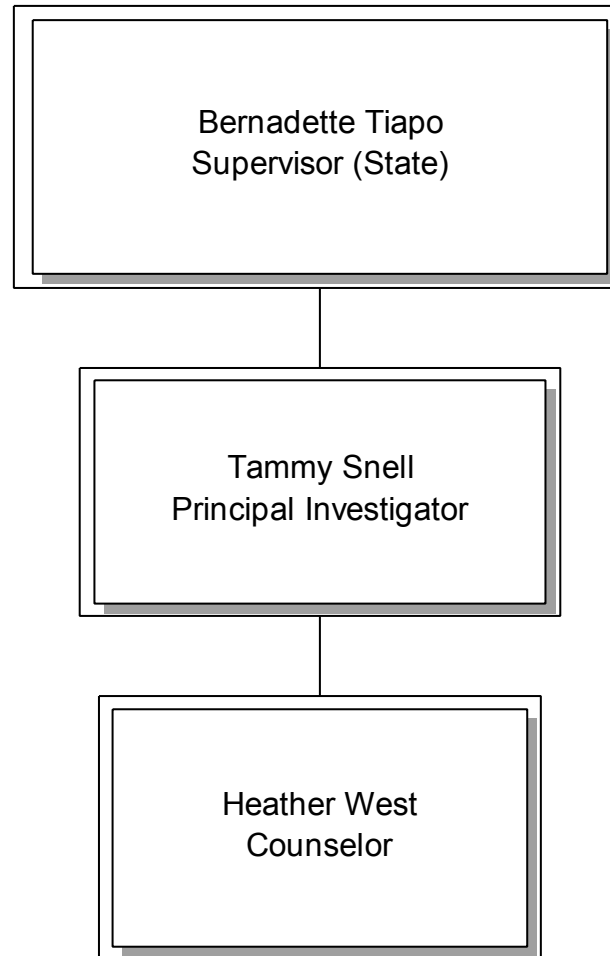 Bernadette Tiapo
Supervisor (State)
Tammy Snell
Principal Investigator
Heather West
Counselor